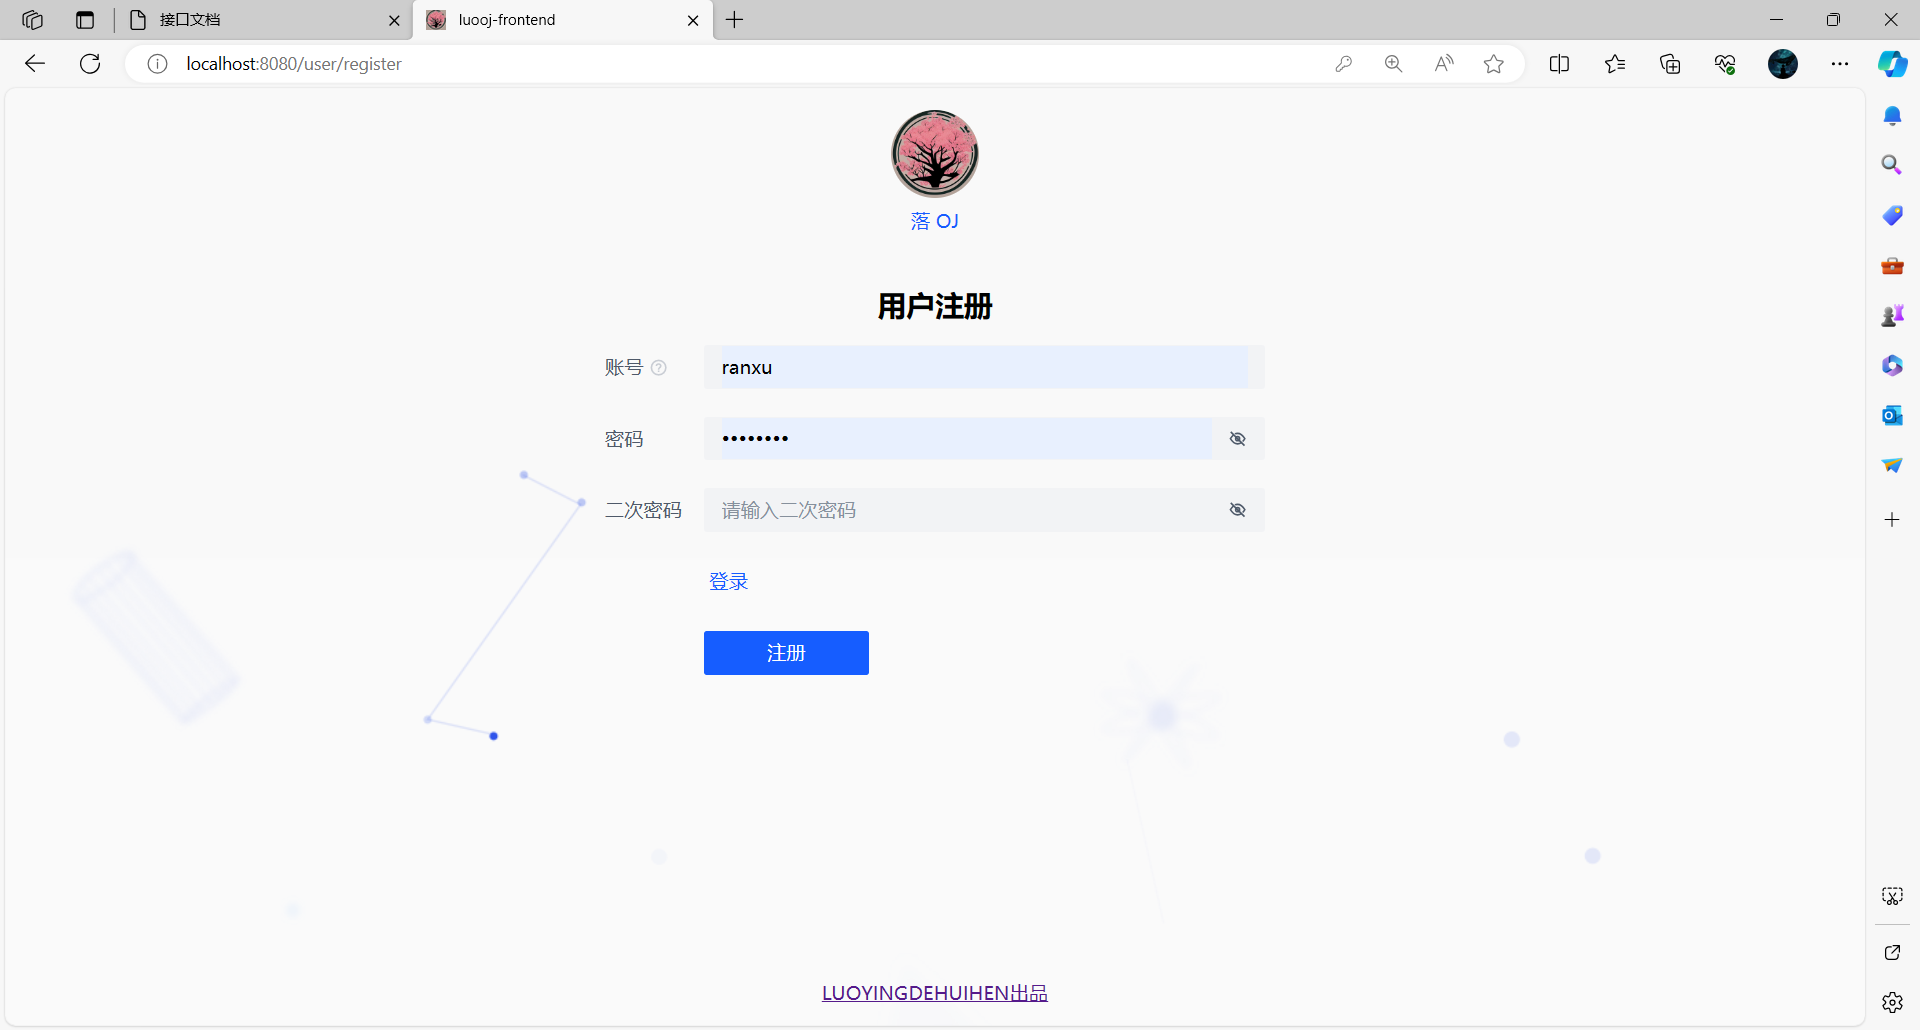 接口文档
luooj-frontend
localhost:8080/user/register
落 OJ
用户注册
账号
ranxu
密码
••••••••
二次密码
请输入二次密码
登录
注册
LUOYINGDEHUIHEN出品